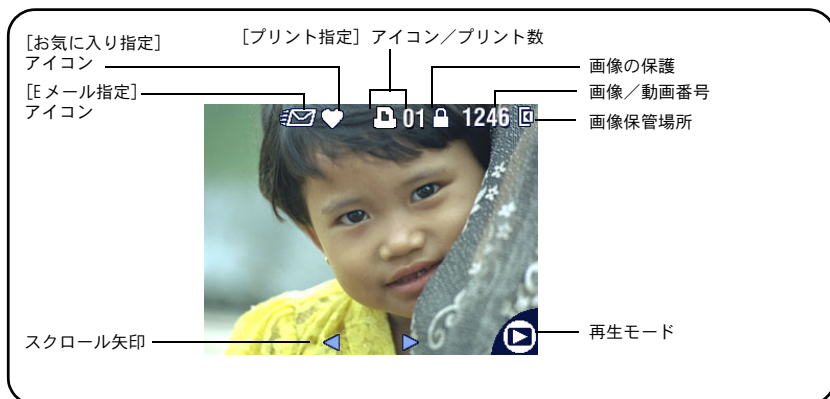 [お気に入り指定]
アイコン
[プリント指定] アイコン／プリント数
[Eメール指定]
アイコン
画像の保護
画像／動画番号
画像保管場所
01 1246
スクロール矢印
再生モード